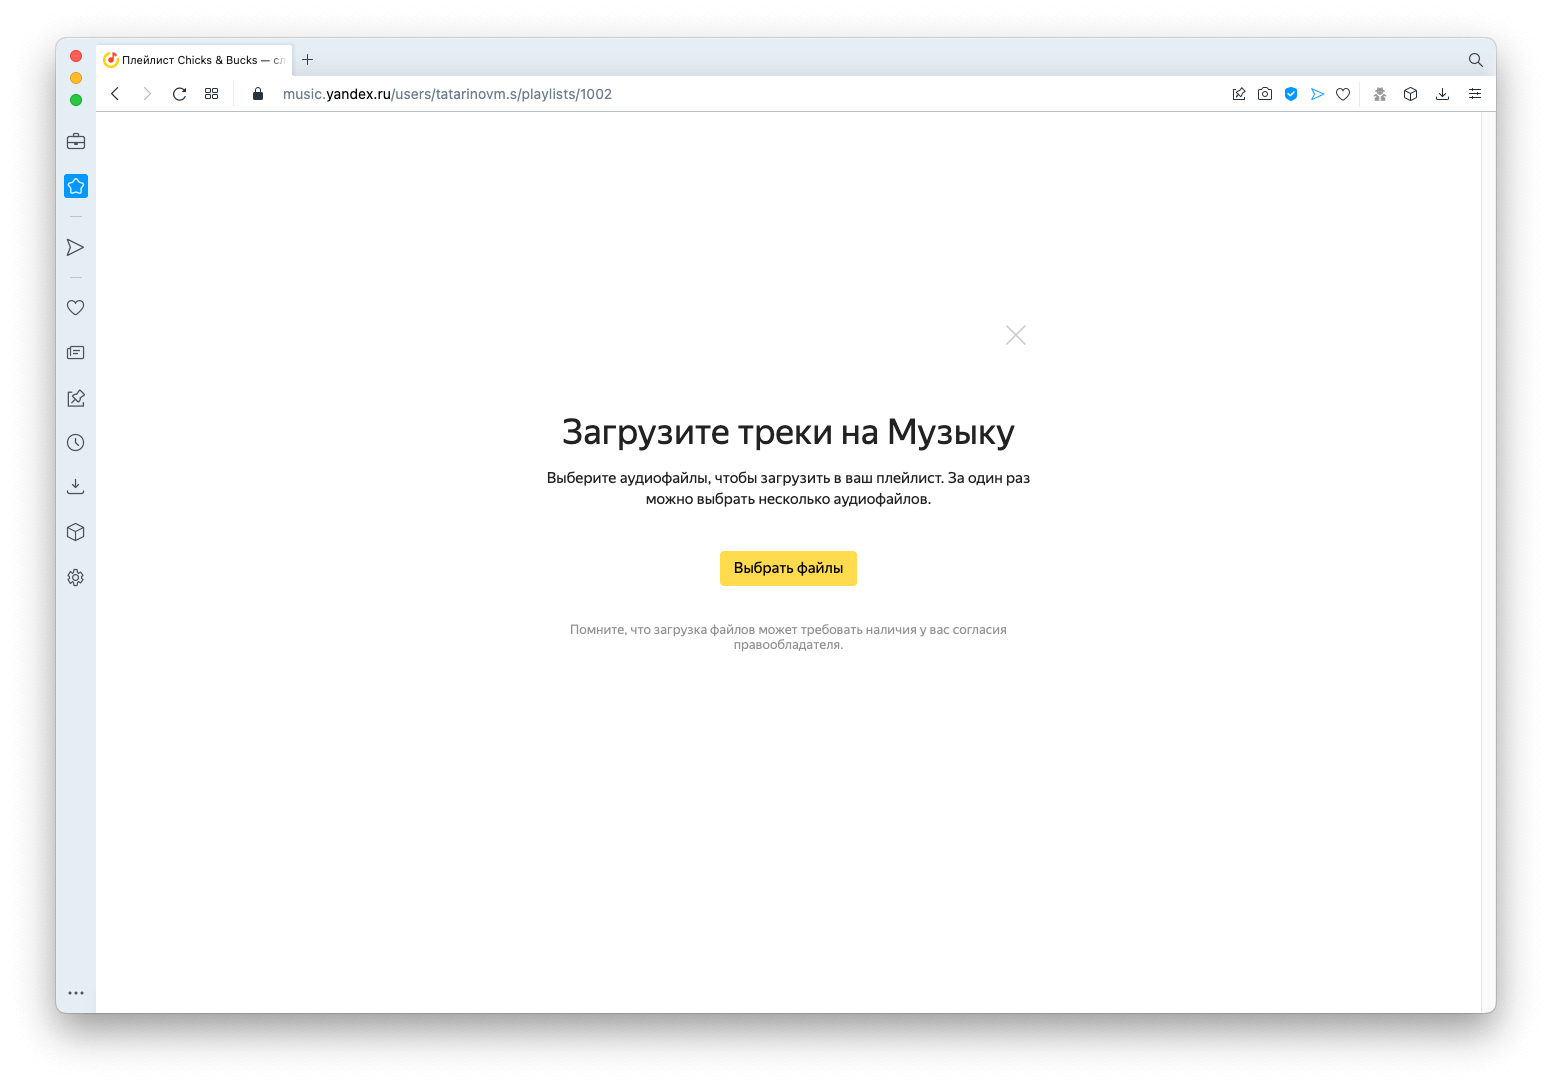 Плейлист Chicks & Bucks — сл
music.yandex.ru/users/tatarinovm.s/playlists/1002
Загрузите треки на Музыку
Выберите аудиофайлы, чтобы загрузить в ваш плейлист. За один раз
можно выбрать несколько аудиофайлов.
Выбрать файлы
Помните, что загрузка файлов может требовать наличия у вас согласия
правообладателя.